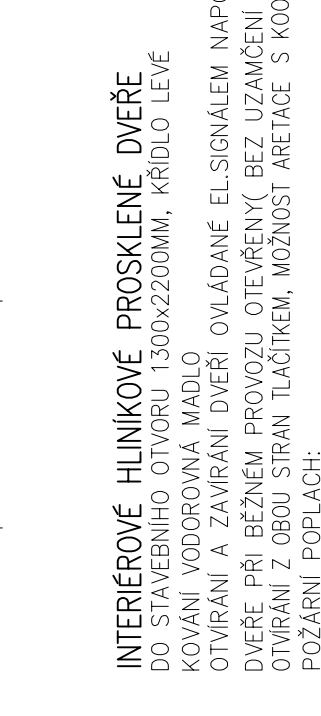 INTERIÉROVÉ HLINÍKOVÉ PROSKLENÉ DVEŘE
DO STAVEBNÍHO OTVORU 1300x2200MM, KŘÍDLO LEVÉ
KOVÁNÍ VODOROVNÁ MADLO
OTVÍRÁNÍ A ZAVÍRÁNÍ DVEŘÍ OVLÁDANÉ EL.SIGNÁLEM
DVEŘE PŘI BĚŽNÉM PROVOZU OTEVŘENY( BEZ UZAMČENÍ
OTVÍRÁNÍ Z OBOU STRAN TLAČÍTKEM, MOŽNOST ARETACE S
POŽÁRNÍ POPLACH: